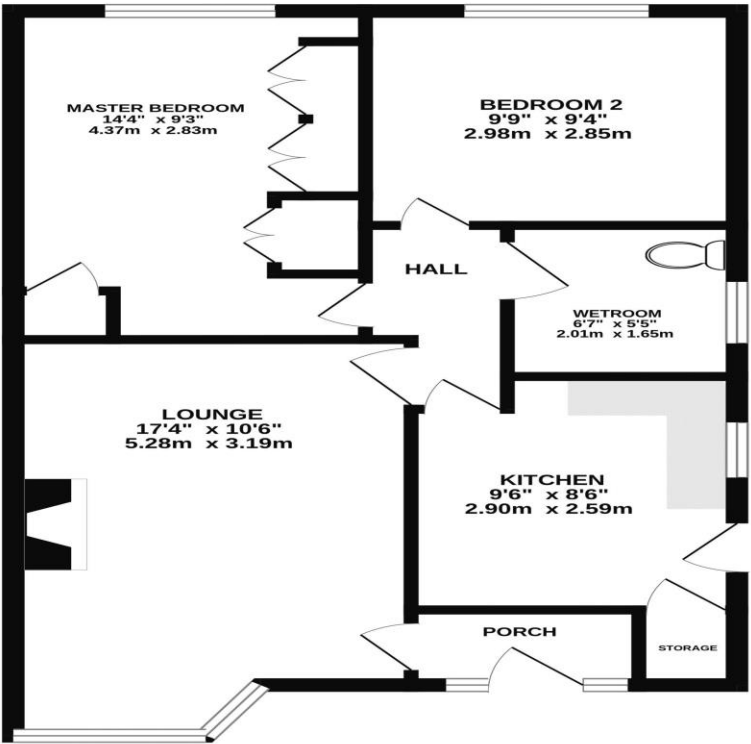 MASTER BEDROOM
14'4" x 9'3"
4.37m x 2.83m
BEDROOM 2
9'9" x 9'4"
2.98m x 2.85m
HALL
WETROOM
6'7" x 5'5"
2.01m x 1.65m
LOUNGE
17'4" x 10'6"
5.28m x 3.19m
KITCHEN
9'6" x 8'6"
2.90m x 2.59m
PORCH
STORAGE